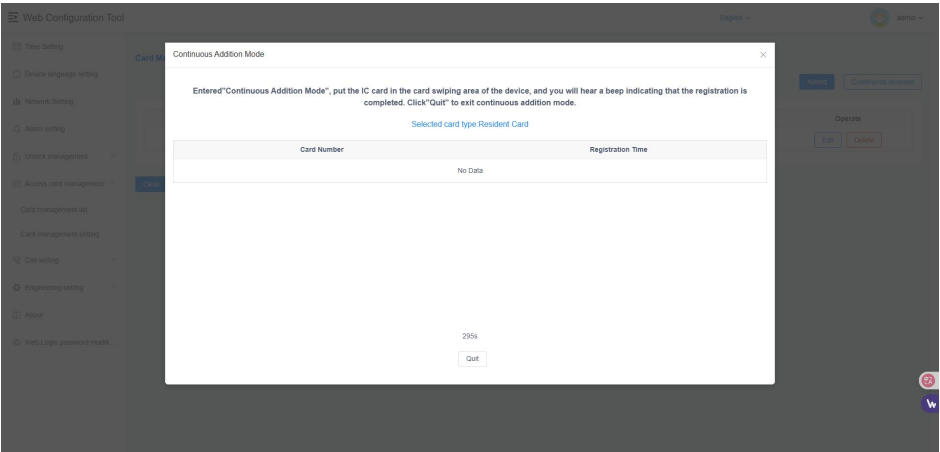 Web Configuration Tool
English
admin
Time Setting
Card Ma
Continuous Addition Mode
Device language setting
Entered"Continuous Addition Mode", put the IC card in the card swiping area of the device, and you will hear a beep indicating that the registration is
completed. Click"Quit" to exit continuous addition mode.
Network Setting
Selected card type:Resident Card
Alarm setting
Operate
Card Number
Registration Time
Edit
Delete
Unlock management
No Data
Access card management
Clear
Card management list
Card management setting
Call setting
Engineering setting
About
295s
Web Login password modifi...
Quit